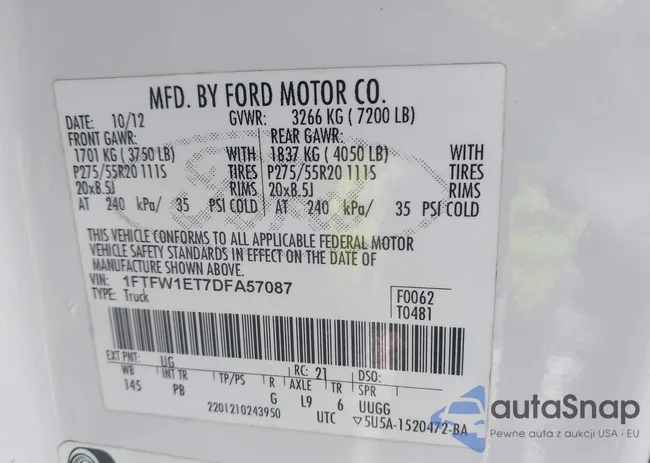 MFD. BY FORD MOTOR CO.
DATE: 10/12 GVWR: 3266 KG ( 7200 LB)
FRONT GAWR: REAR GAWR:
1701 KG ( 3750 LB) WITH 1837 KG ( 4050 LB) WITH
P275/55R20 111S TIRES P275/55R20 111S TIRES
20x8.5J RIMS 20x8.5J RIMS
AT 240 kPa/ 35 PSI COLD AT 240 kPa/ 35 PSI COLD
THIS VEHICLE CONFORMS TO ALL APPLICABLE FEDERAL MOTOR
VEHICLE SAFETY STANDARDS IN EFFECT ON THE DATE OF
MANUFACTURE SHOWN ABOVE.
VIN: 1FTFW1ET7DFA57087
TYPE: Truck
F0062
T0481
EXT PNT: UG RC: 21 DSO:
WB INT TR TP/PS R AXLE TR SPR
145 PB G L9 6 UUGG
2201210243950 UTC ▽5U5A-1520472-BA
autaSnap
Pewne auta z aukcji USA i EU